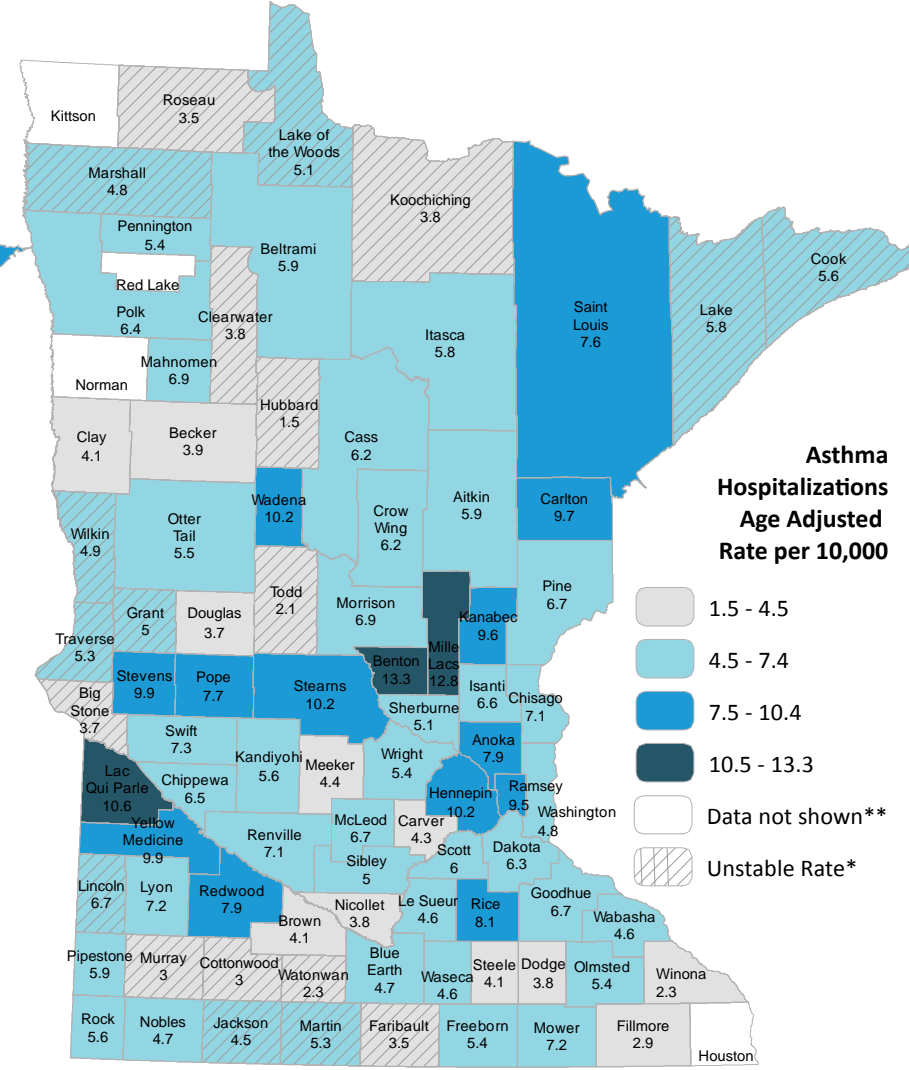 Kittson
Roseau
3.5
Lake of
the Woods
5.1
Marshall
4.8
Koochiching
3.8
Pennington
5.4
Beltrami
5.9
Red Lake
Polk
6.4
Clearwater
3.8
Saint
Louis
7.6
Lake
5.8
Cook
5.6
Itasca
5.8
Mahnomen
6.9
Norman
Hubbard
1.5
Clay
4.1
Becker
3.9
Cass
6.2
Wadena
10.2
Crow
Wing
6.2
Aitkin
5.9
Carlton
9.7
Asthma
Hospitalizations
Age Adjusted
Rate per 10,000
1.5 - 4.5
4.5 - 7.4
7.5 - 10.4
10.5 - 13.3
Data not shown**
Unstable Rate*
Wilkin
4.9
Otter
Tail
5.5
Todd
2.1
Morrison
6.9
Pine
6.7
Kanabec
9.6
Mille
Lacs
12.8
Traverse
5.3
Grant
5
Douglas
3.7
Benton
13.3
Stevens
9.9
Pope
7.7
Stearns
10.2
Big
Stone
3.7
Sherburne
5.1
Isanti
6.6
Chisago
7.1
Swift
7.3
Kandiyohi
5.6
Meeker
4.4
Wright
5.4
Anoka
7.9
Lac
Qui Parle
10.6
Chippewa
6.5
Hennepin
10.2
Ramsey
9.5
Washington
4.8
Yellow
Medicine
9.9
Renville
7.1
McLeod
6.7
Carver
4.3
Scott
6
Dakota
6.3
Sibley
5
Lincoln
6.7
Lyon
7.2
Redwood
7.9
Brown
4.1
Nicollet
3.8
Le Sueur
4.6
Rice
8.1
Goodhue
6.7
Wabasha
4.6
Pipestone
5.9
Murray
3
Cottonwood
3
Watonwan
2.3
Blue
Earth
4.7
Waseca
4.6
Steele
4.1
Dodge
3.8
Olmsted
5.4
Winona
2.3
Rock
5.6
Nobles
4.7
Jackson
4.5
Martin
5.3
Faribault
3.5
Freeborn
5.4
Mower
7.2
Fillmore
2.9
Houston